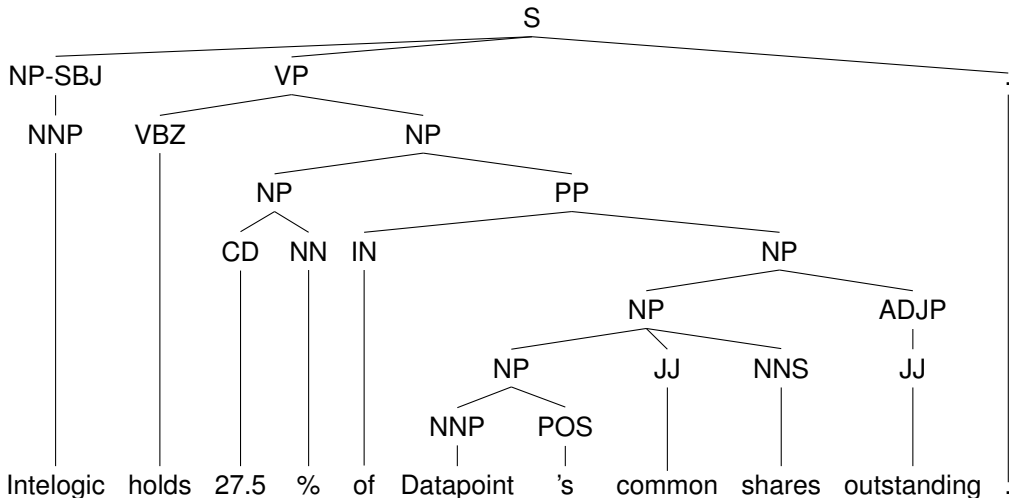 S
NP-SBJ VP .
NNP VBZ NP
NP PP
CD NN IN NP
NP ADJP
NP JJ NNS JJ
NNP POS
Intelogic holds 27.5 % of Datapoint 's common shares outstanding .